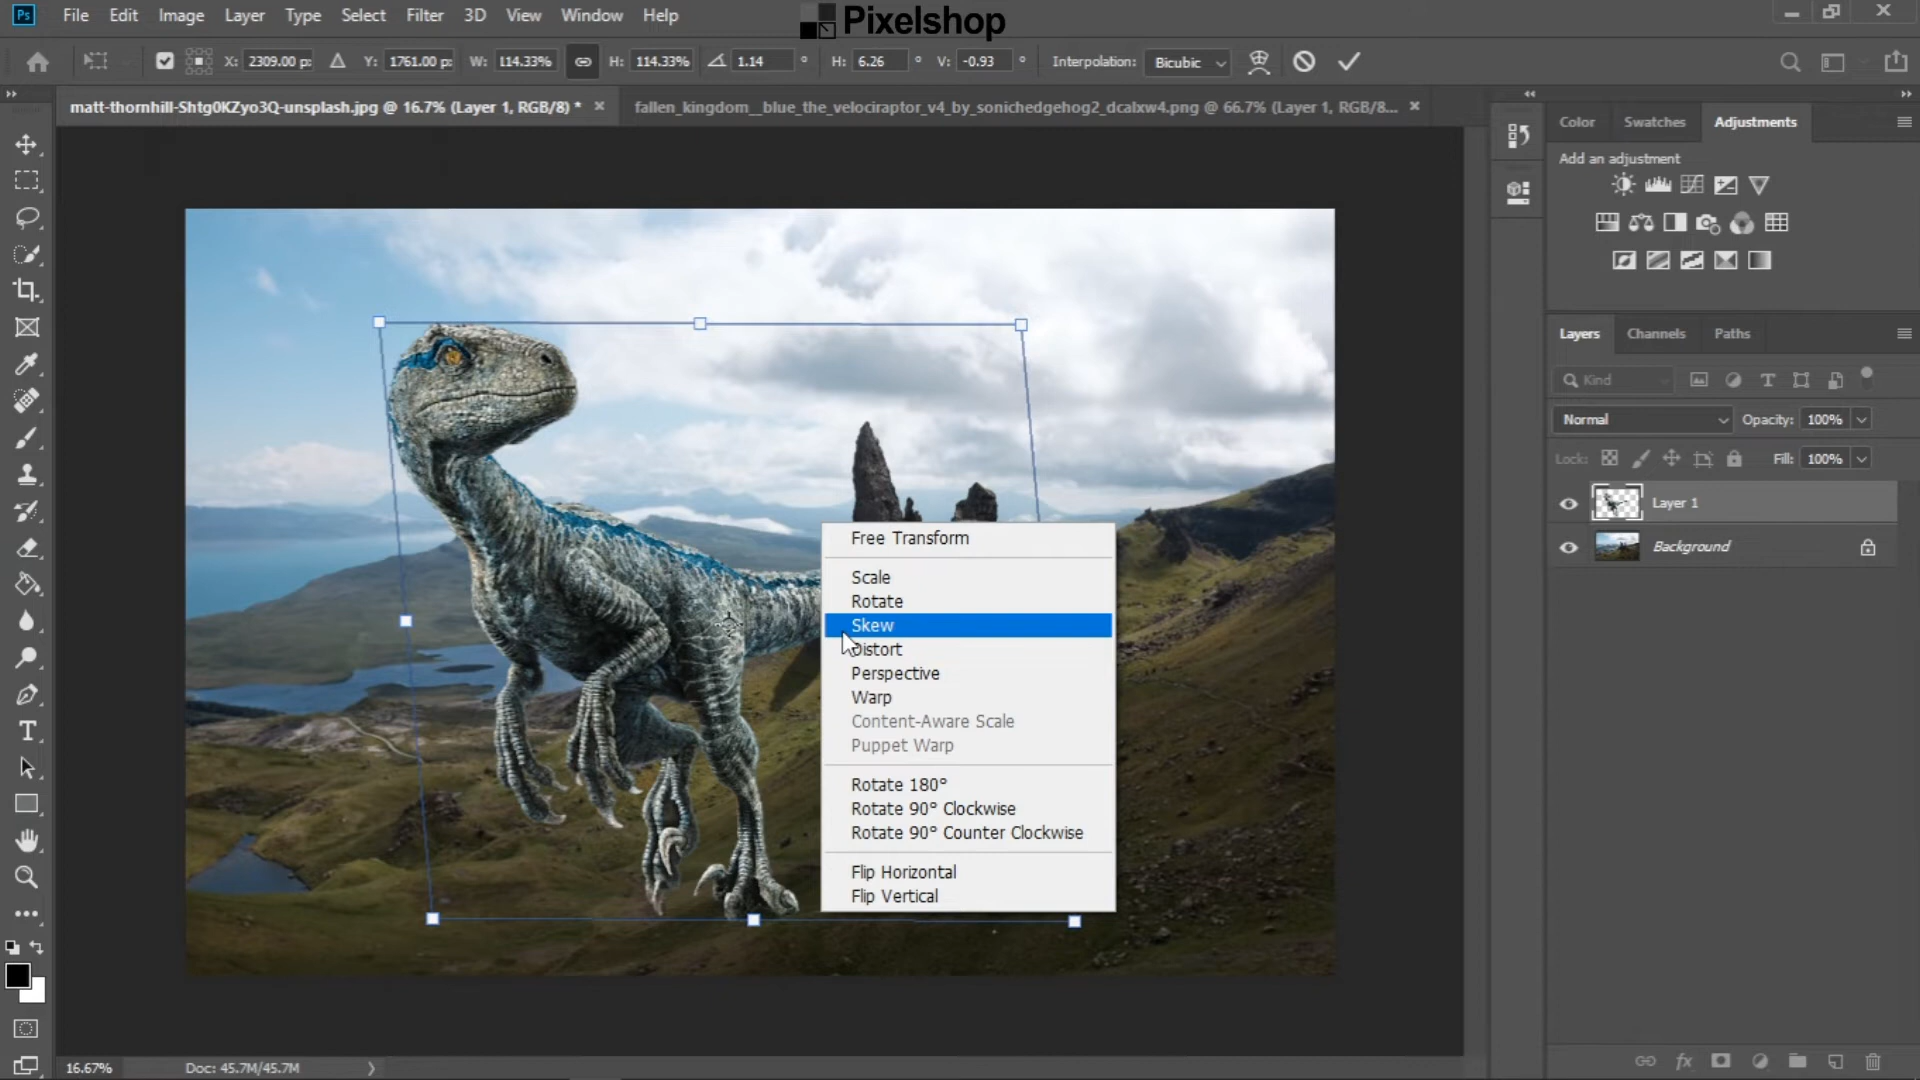 Ps File Edit Image Layer Type Select Filter 3D View Window Help Pixelshop
X: 2309.00 p Y: 1761.00 p W: 114.33% H: 114.33% 1.14 ° H: 6.26 ° V: -0.93 ° Interpolation: Bicubic
matt-thornhill-Shtg0KZyo3Q-unsplash.jpg @ 16.7% (Layer 1, RGB/8) * × fallen_kingdom__blue_the_velociraptor_v4_by_sonichedgehog2_dcalxw4.png @ 66.7% (Layer 1, RGB/8... ×
Color Swatches Adjustments
Add an adjustment
Layers Channels Paths
Kind
Normal Opacity: 100%
Lock: Fill: 100%
Layer 1
Background
Free Transform
Scale
Rotate
Skew
Distort
Perspective
Warp
Content-Aware Scale
Puppet Warp
Rotate 180°
Rotate 90° Clockwise
Rotate 90° Counter Clockwise
Flip Horizontal
Flip Vertical
16.67% Doc: 45.7M/45.7M